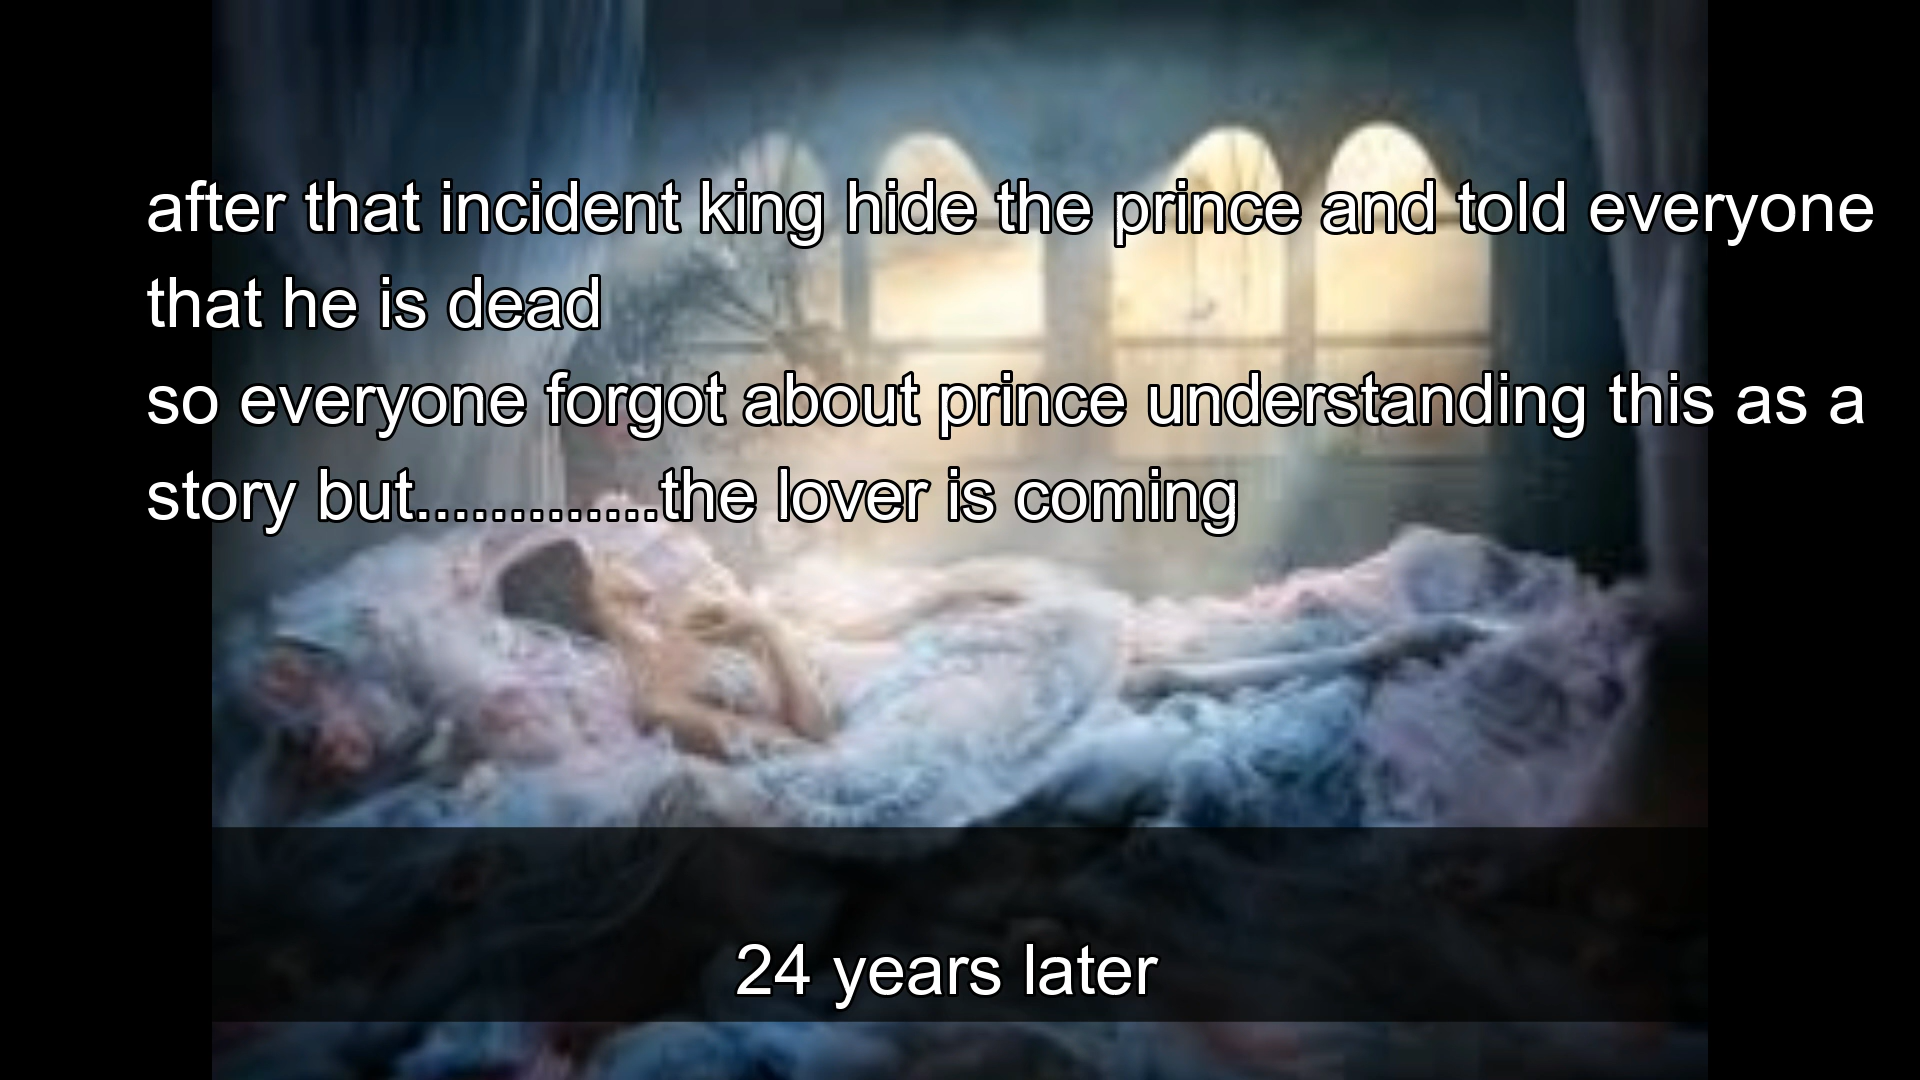 after that incident king hide the prince and told everyone
that he is dead
so everyone forgot about prince understanding this as a
story but.............the lover is coming
24 years later